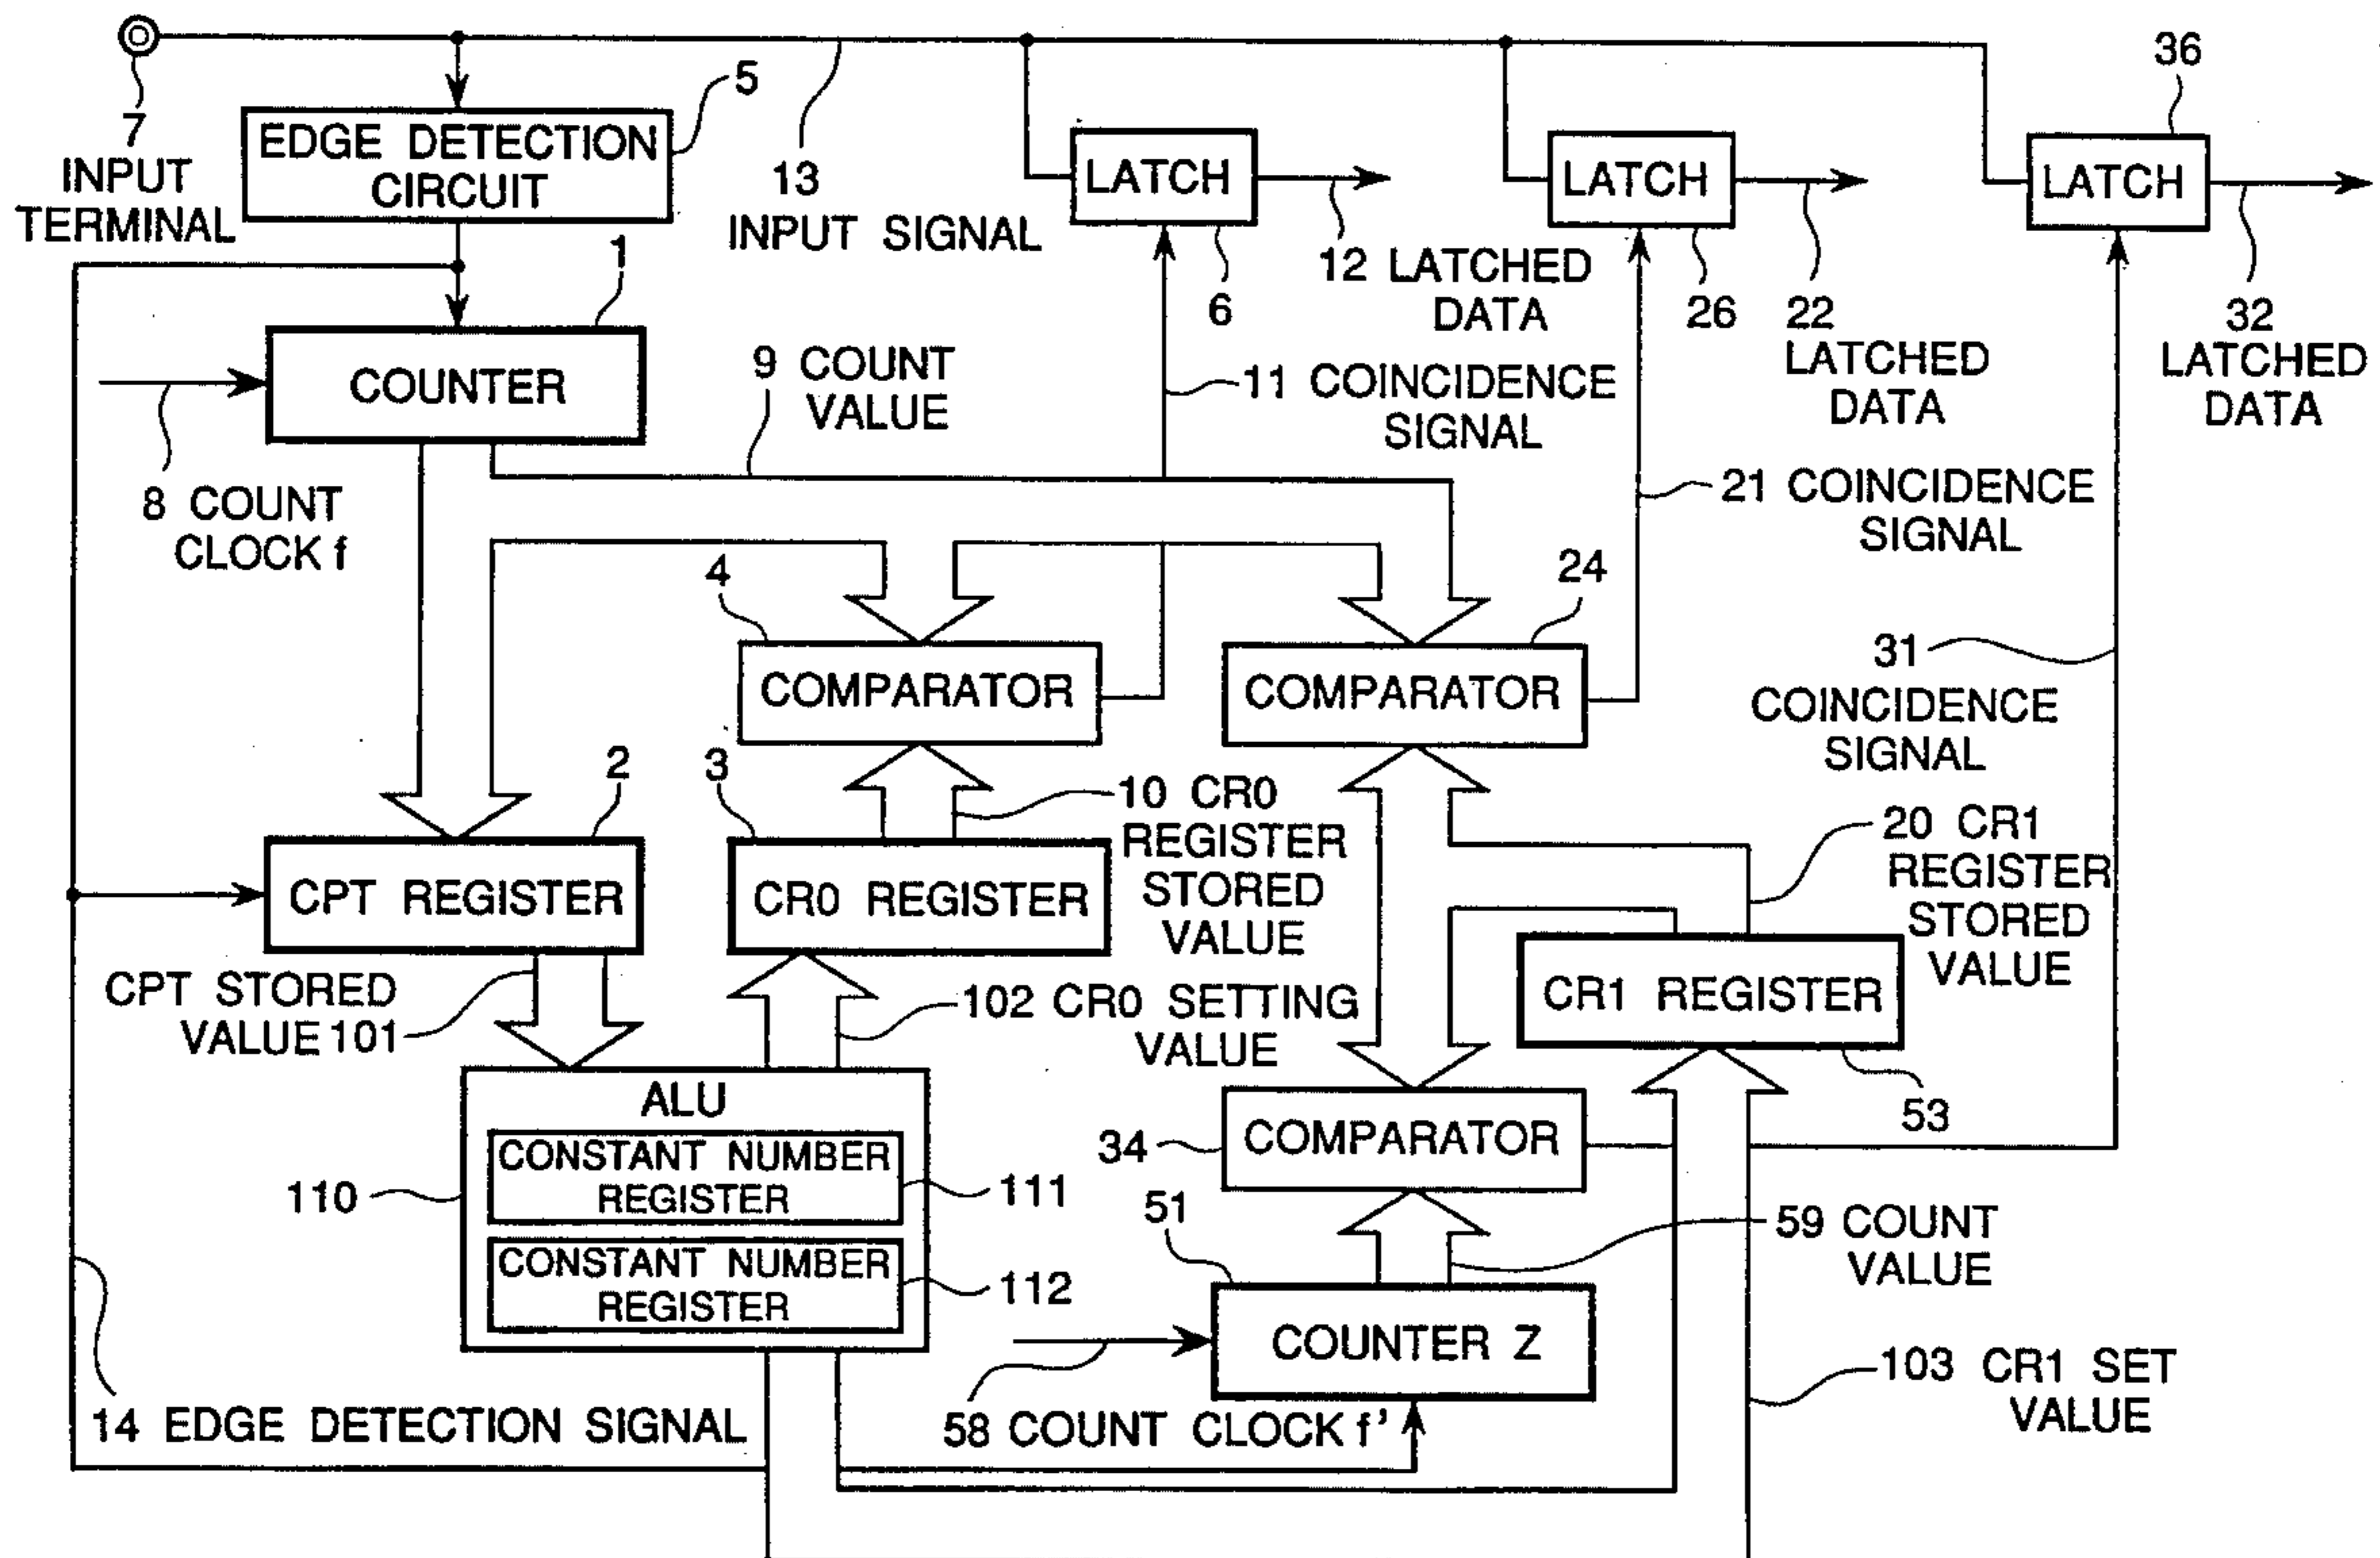 7
INPUT
TERMINAL
EDGE DETECTION
CIRCUIT
5
13
INPUT SIGNAL
LATCH
6
12 LATCHED
DATA
LATCH
26
22
LATCHED
DATA
36
LATCH
32
LATCHED
DATA
1
COUNTER
8 COUNT
CLOCK f
9 COUNT
VALUE
11 COINCIDENCE
SIGNAL
21 COINCIDENCE
SIGNAL
4
COMPARATOR
24
COMPARATOR
31
COINCIDENCE
SIGNAL
2
CPT REGISTER
3
CR0 REGISTER
10 CR0
REGISTER
STORED
VALUE
20 CR1
REGISTER
STORED
VALUE
CR1 REGISTER
53
CPT STORED
VALUE 101
102 CR0 SETTING
VALUE
ALU
CONSTANT NUMBER
REGISTER
111
CONSTANT NUMBER
REGISTER
112
110
34
COMPARATOR
51
COUNTER Z
59 COUNT
VALUE
58 COUNT CLOCK f'
103 CR1 SET
VALUE
14 EDGE DETECTION SIGNAL